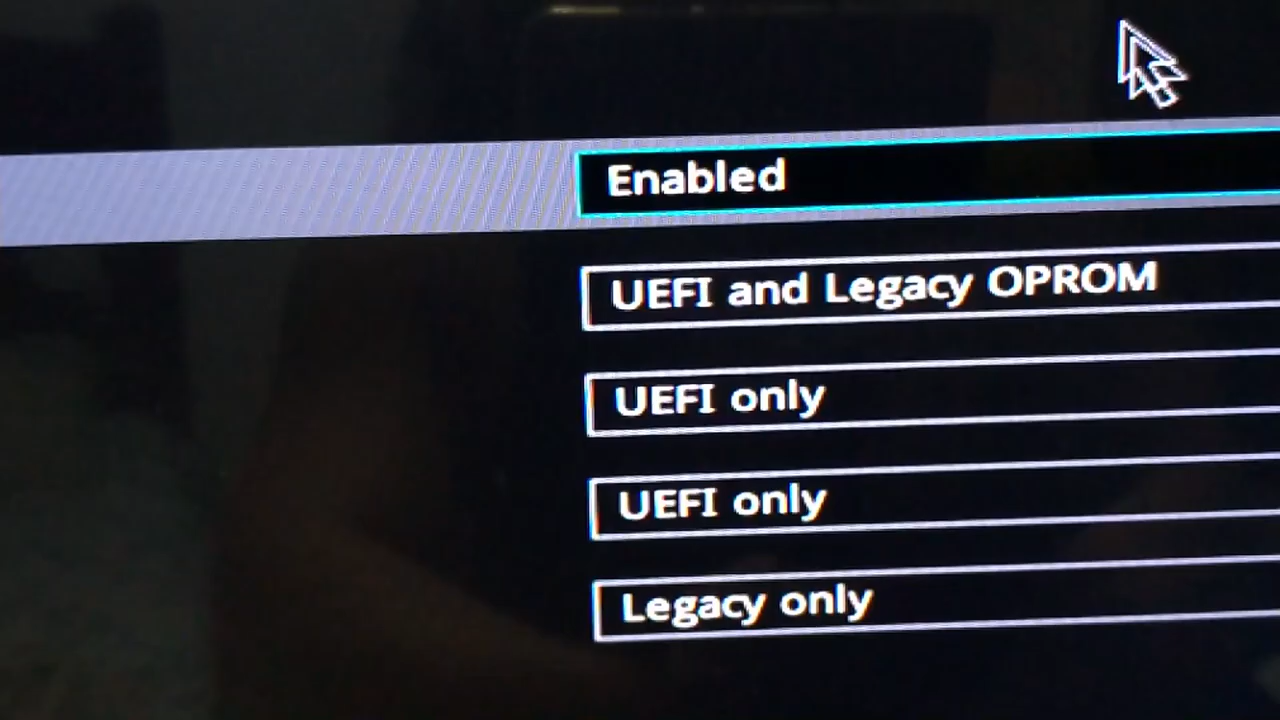 Enabled
UEFI and Legacy OPROM
UEFI only
UEFI only
Legacy only